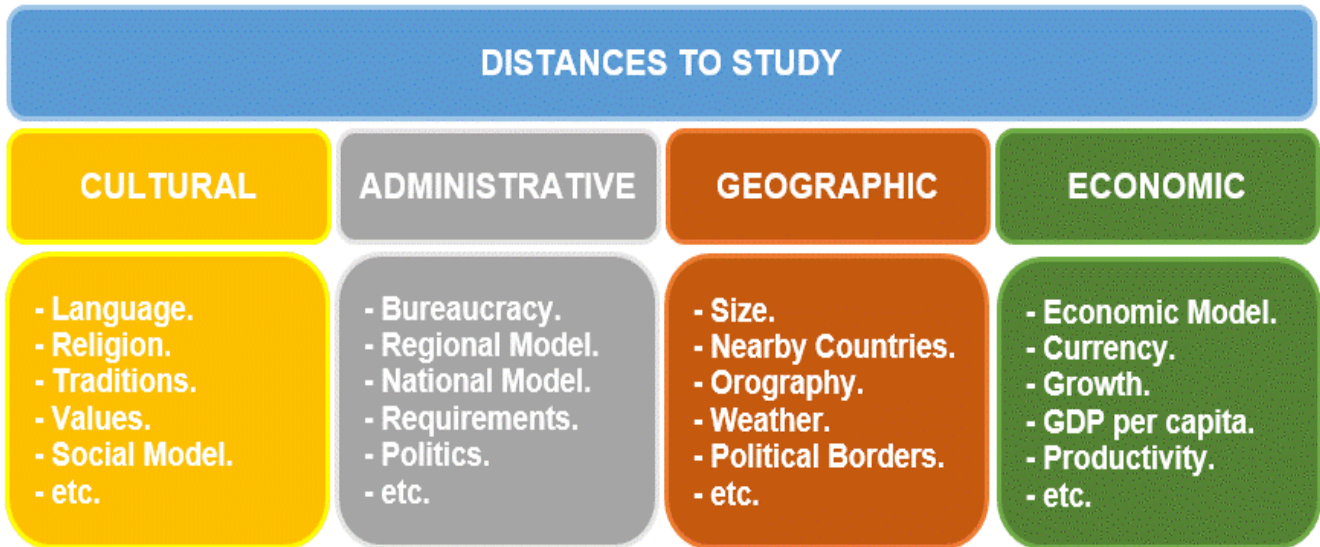 DISTANCES TO STUDY
CULTURAL
ADMINISTRATIVE
GEOGRAPHIC
ECONOMIC
- Language.
- Religion.
- Traditions.
- Values.
- Social Model.
- etc.
- Bureaucracy.
- Regional Model.
- National Model.
- Requirements.
- Politics.
- etc.
- Size.
- Nearby Countries.
- Orography.
- Weather.
- Political Borders.
- etc.
- Economic Model.
- Currency.
- Growth.
- GDP per capita.
- Productivity.
- etc.